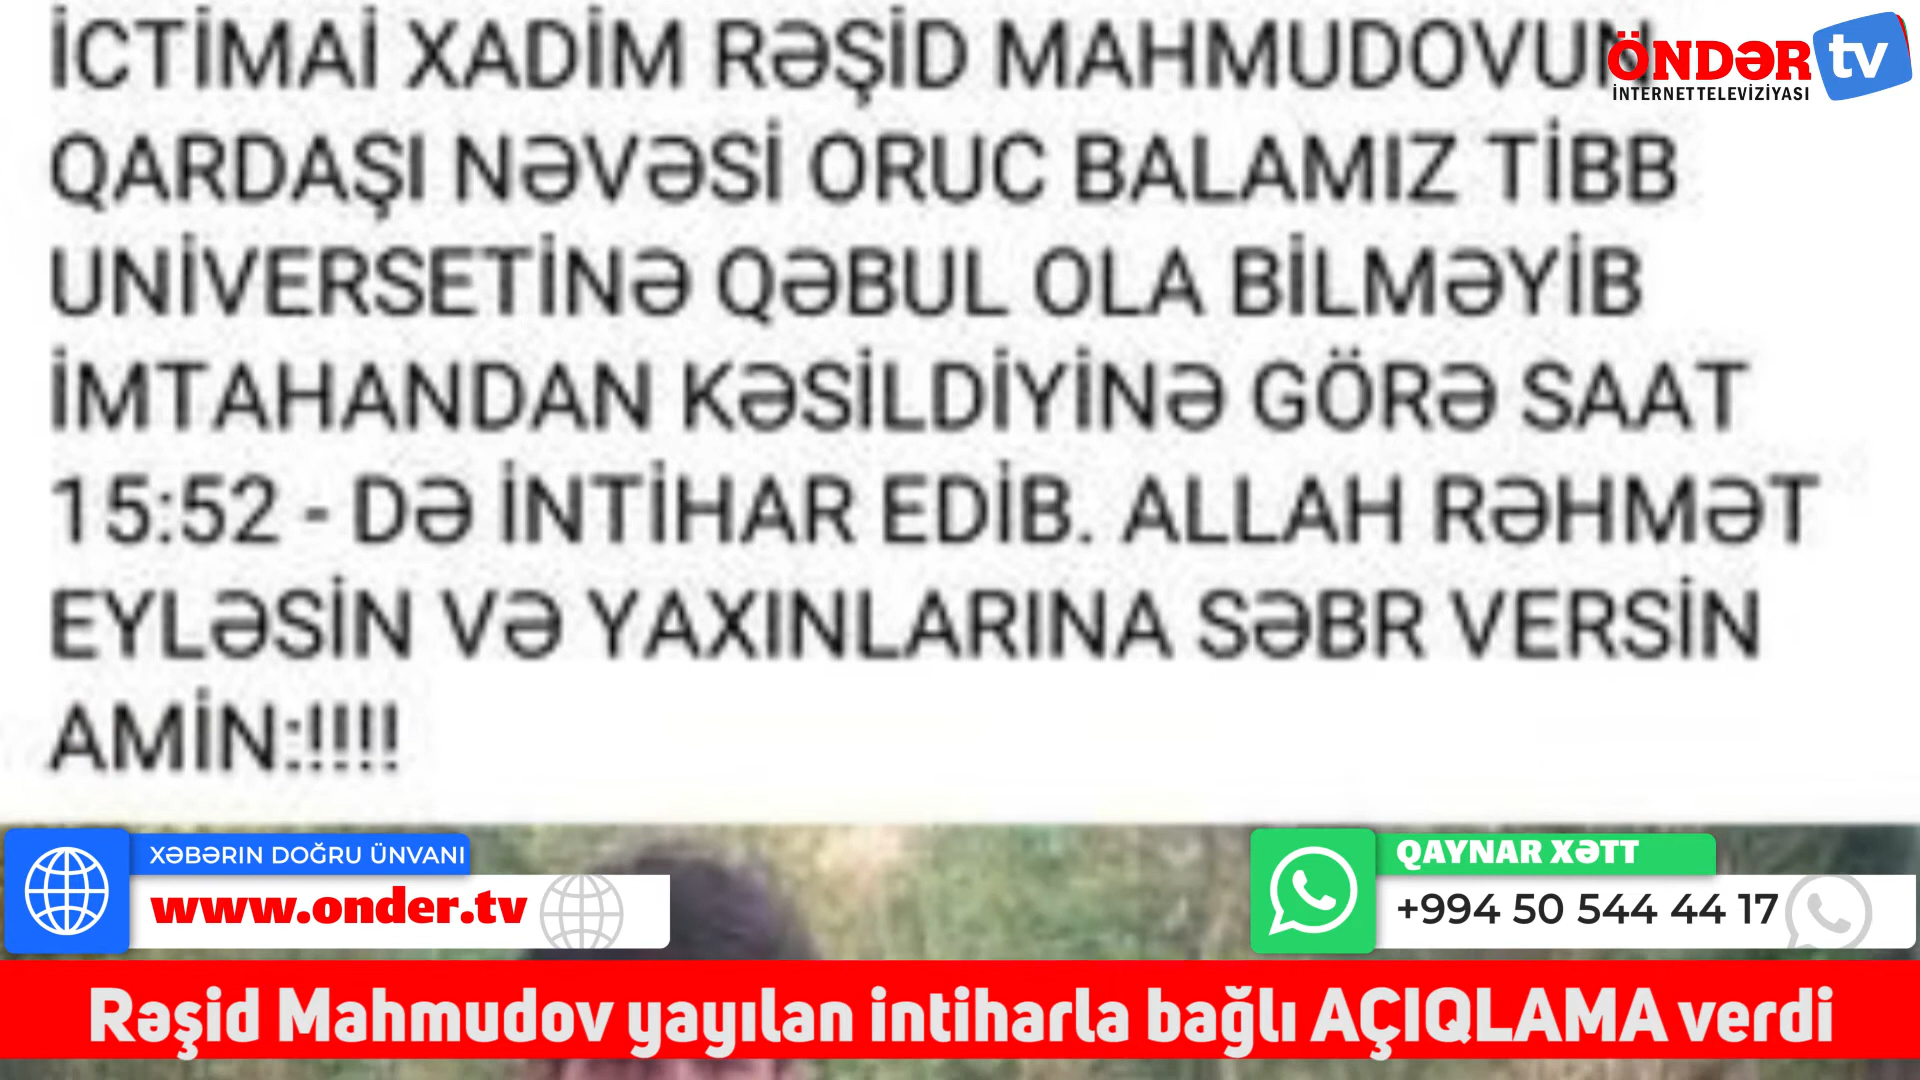 İCTİMAİ XADİM RƏŞİD MAHMUDOVUN
ÖNDƏR tv
İNTERNET TELEVİZİYASI
QARDAŞI NƏVƏSİ ORUC BALAMIZ TİBB
UNİVERSETİNƏ QƏBUL OLA BİLMƏYİB
İMTAHANDAN KƏSİLDİYİNƏ GÖRƏ SAAT
15:52 - DƏ İNTİHAR EDİB. ALLAH RƏHMƏT
EYLƏSİN VƏ YAXINLARINA SƏBR VERSİN
AMİN:!!!!
XƏBƏRIN DOĞRU ÜNVANI
www.onder.tv
QAYNAR XƏTT
+994 50 544 44 17
Rəşid Mahmudov yayılan intiharla bağlı AÇIQLAMA verdi